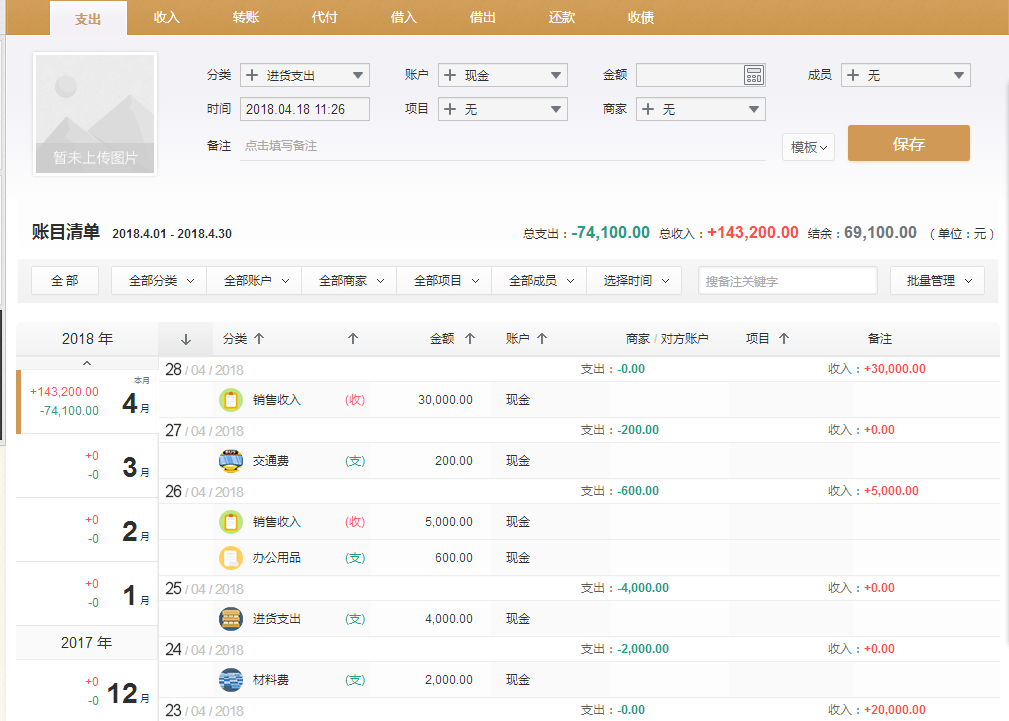 支出 收入 转账 代付 借入 借出 还款 收债
分类 进货支出 账户 现金 金额 成员 无
时间 2018.04.18 11:26 项目 无 商家 无
备注 点击填写备注 模板 保存
暂未上传图片
账目清单 2018.4.01 - 2018.4.30 总支出：-74,100.00 总收入：+143,200.00 结余：69,100.00 （单位：元）
全部 全部分类 全部账户 全部商家 全部项目 全部成员 选择时间 搜备注关键字 批量管理
2018 年
+143,200.00
-74,100.00
本月
4 月
+0
-0
3 月
+0
-0
2 月
+0
-0
1 月
2017 年
+0
-0
12 月
分类 金额 账户 商家 / 对方账户 项目 备注
28 / 04 / 2018 支出：-0.00 收入：+30,000.00
销售收入 (收) 30,000.00 现金
27 / 04 / 2018 支出：-200.00 收入：+0.00
交通费 (支) 200.00 现金
26 / 04 / 2018 支出：-600.00 收入：+5,000.00
销售收入 (收) 5,000.00 现金
办公用品 (支) 600.00 现金
25 / 04 / 2018 支出：-4,000.00 收入：+0.00
进货支出 (支) 4,000.00 现金
24 / 04 / 2018 支出：-2,000.00 收入：+0.00
材料费 (支) 2,000.00 现金
23 / 04 / 2018 支出：-0.00 收入：+20,000.00